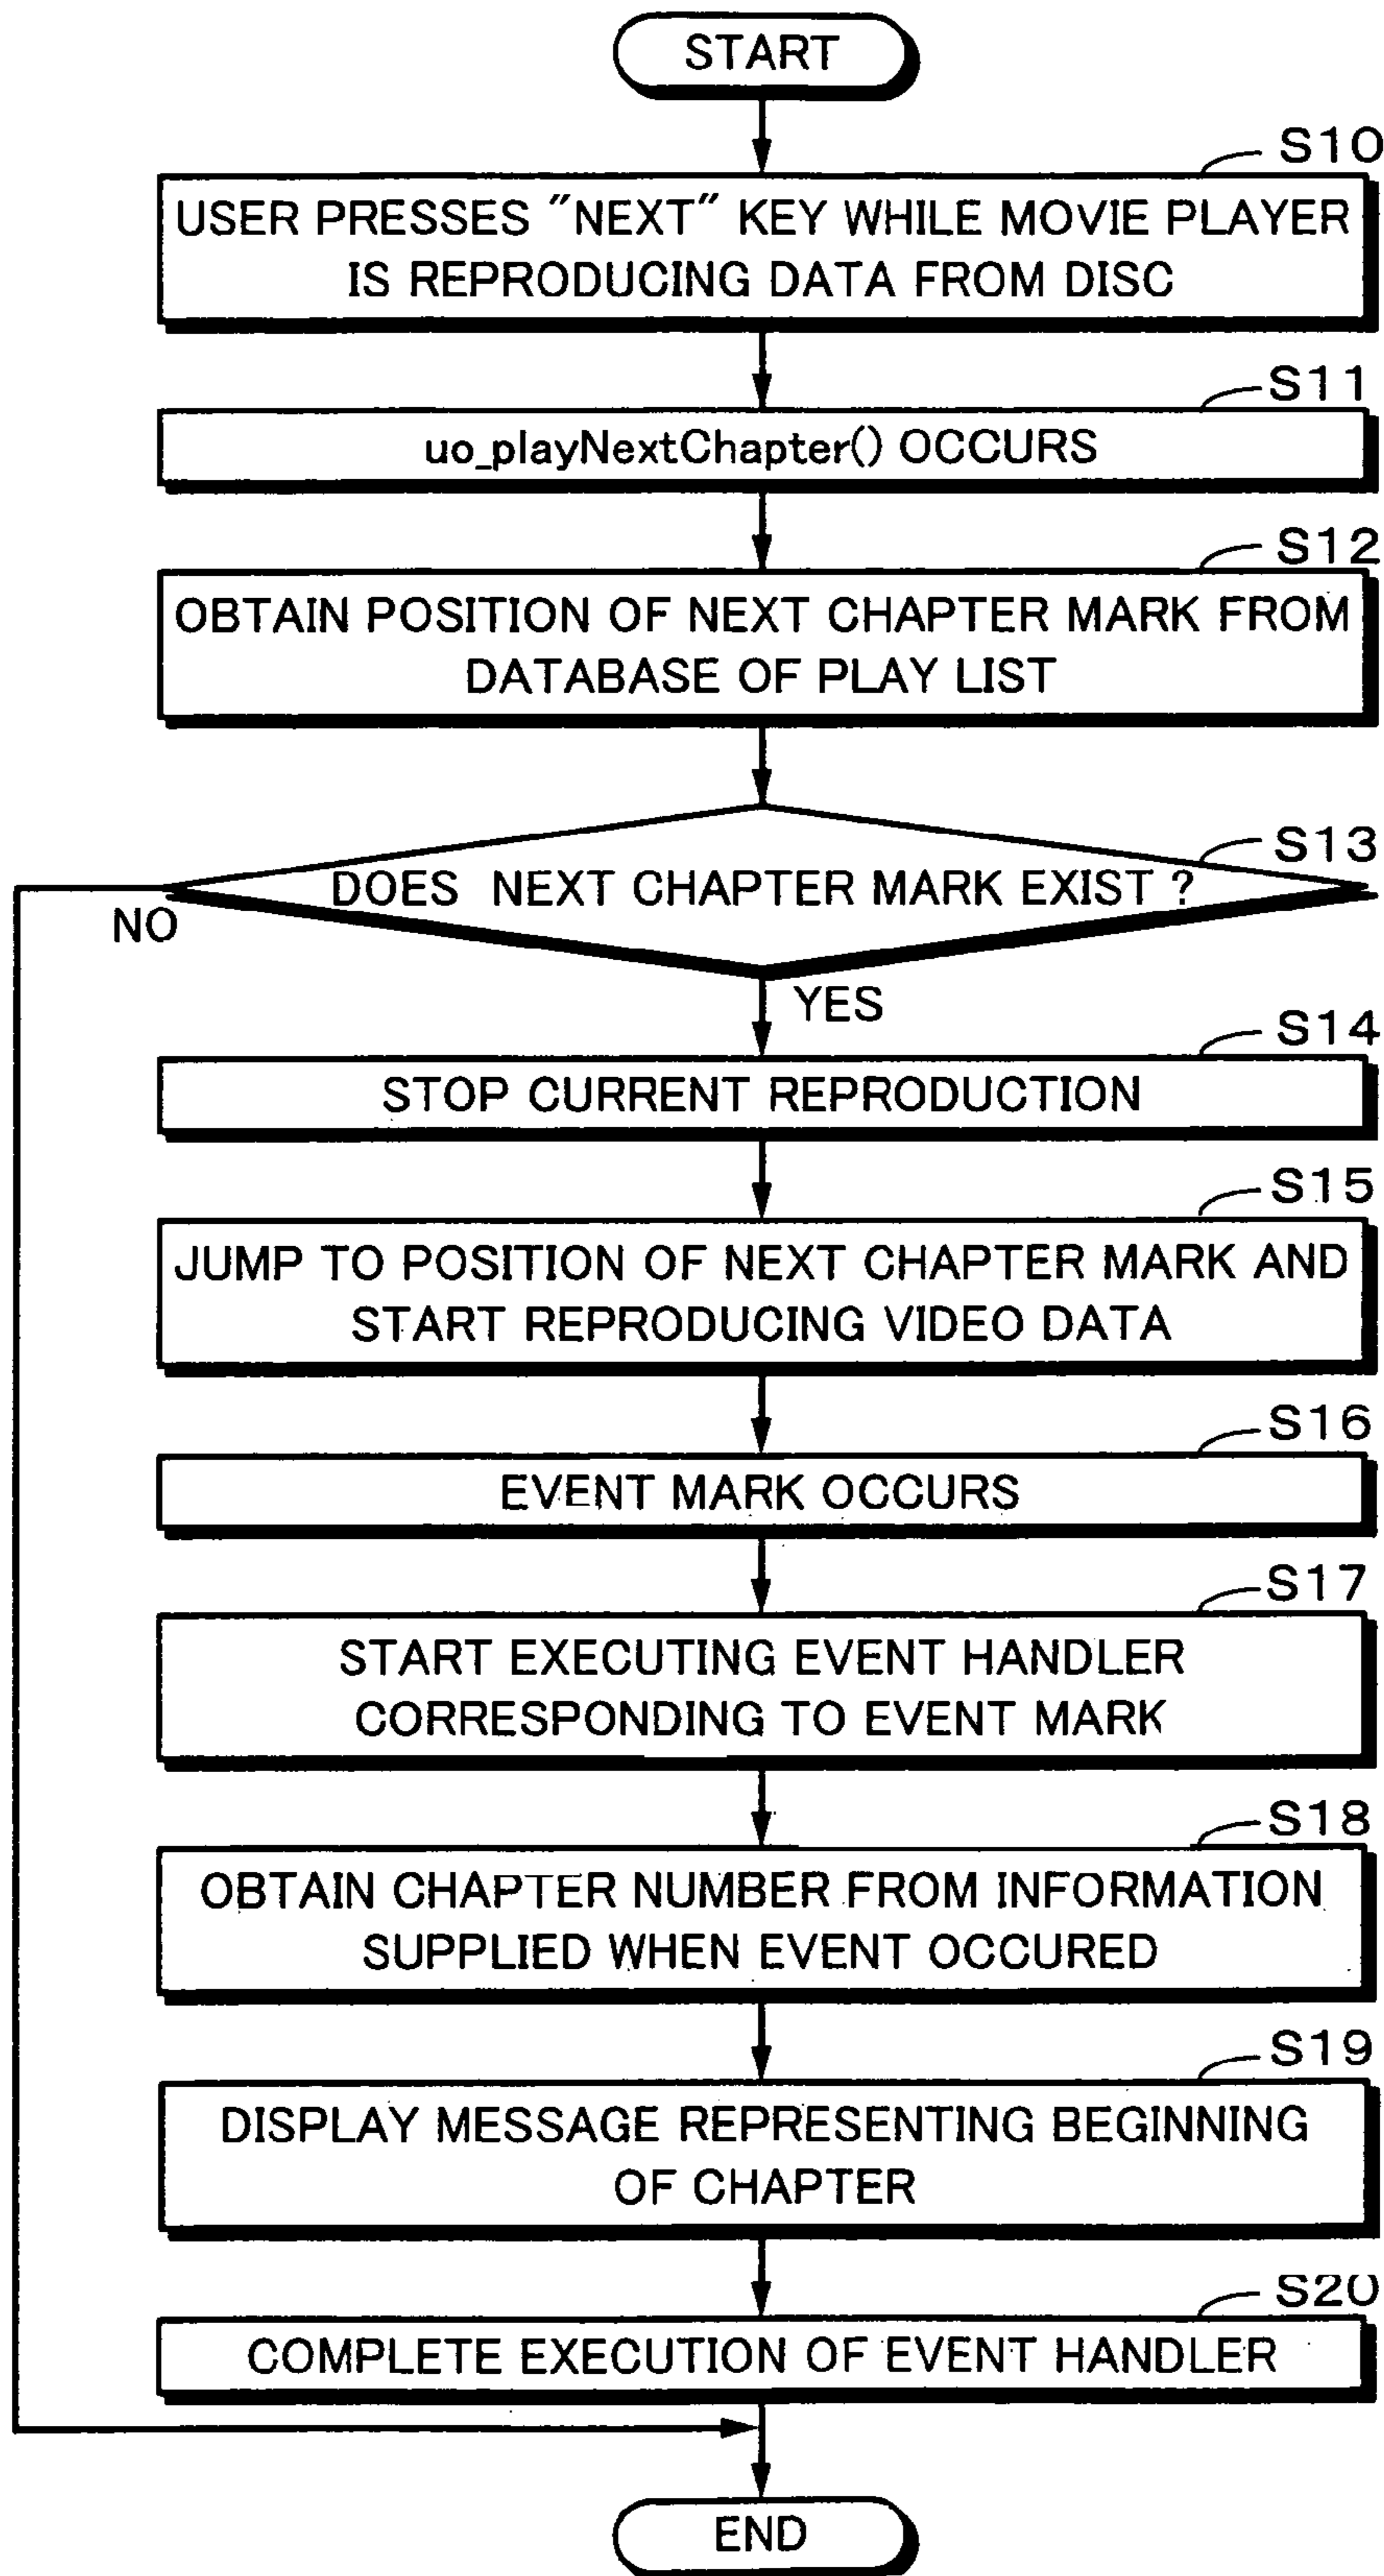 START
S10
USER PRESSES "NEXT" KEY WHILE MOVIE PLAYER
IS REPRODUCING DATA FROM DISC
S11
uo_playNextChapter() OCCURS
S12
OBTAIN POSITION OF NEXT CHAPTER MARK FROM
DATABASE OF PLAY LIST
S13
DOES NEXT CHAPTER MARK EXIST ?
NO
YES
S14
STOP CURRENT REPRODUCTION
S15
JUMP TO POSITION OF NEXT CHAPTER MARK AND
START REPRODUCING VIDEO DATA
S16
EVENT MARK OCCURS
S17
START EXECUTING EVENT HANDLER
CORRESPONDING TO EVENT MARK
S18
OBTAIN CHAPTER NUMBER FROM INFORMATION
SUPPLIED WHEN EVENT OCCURED
S19
DISPLAY MESSAGE REPRESENTING BEGINNING
OF CHAPTER
S20
COMPLETE EXECUTION OF EVENT HANDLER
END